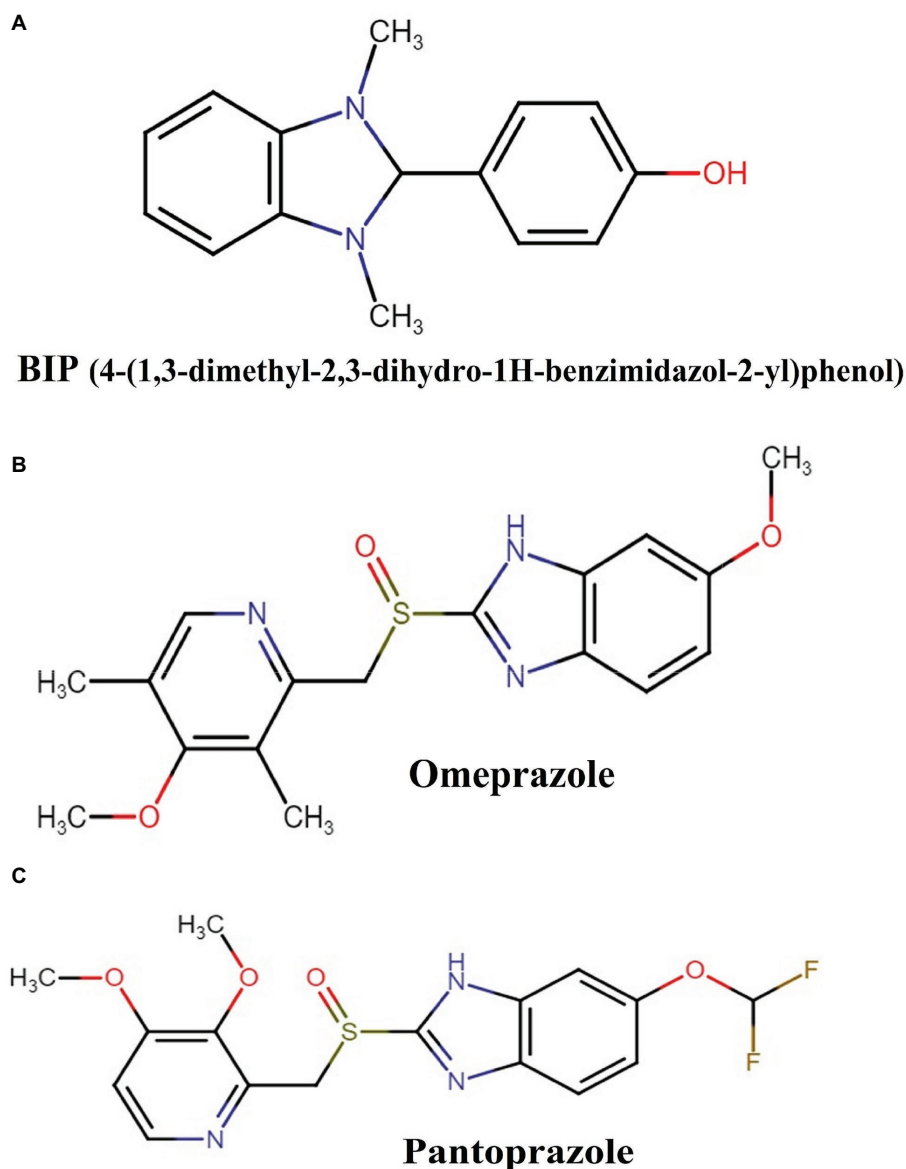 A
CH3
N
N
OH
CH3
BIP (4-(1,3-dimethyl-2,3-dihydro-1H-benzimidazol-2-yl)phenol)
B
CH3
H
O
N
O
N
S
H3C
N
Omeprazole
H3C
O
CH3
C
H3C
H3C
O
O
O
H
N
O
F
S
N
F
N
Pantoprazole